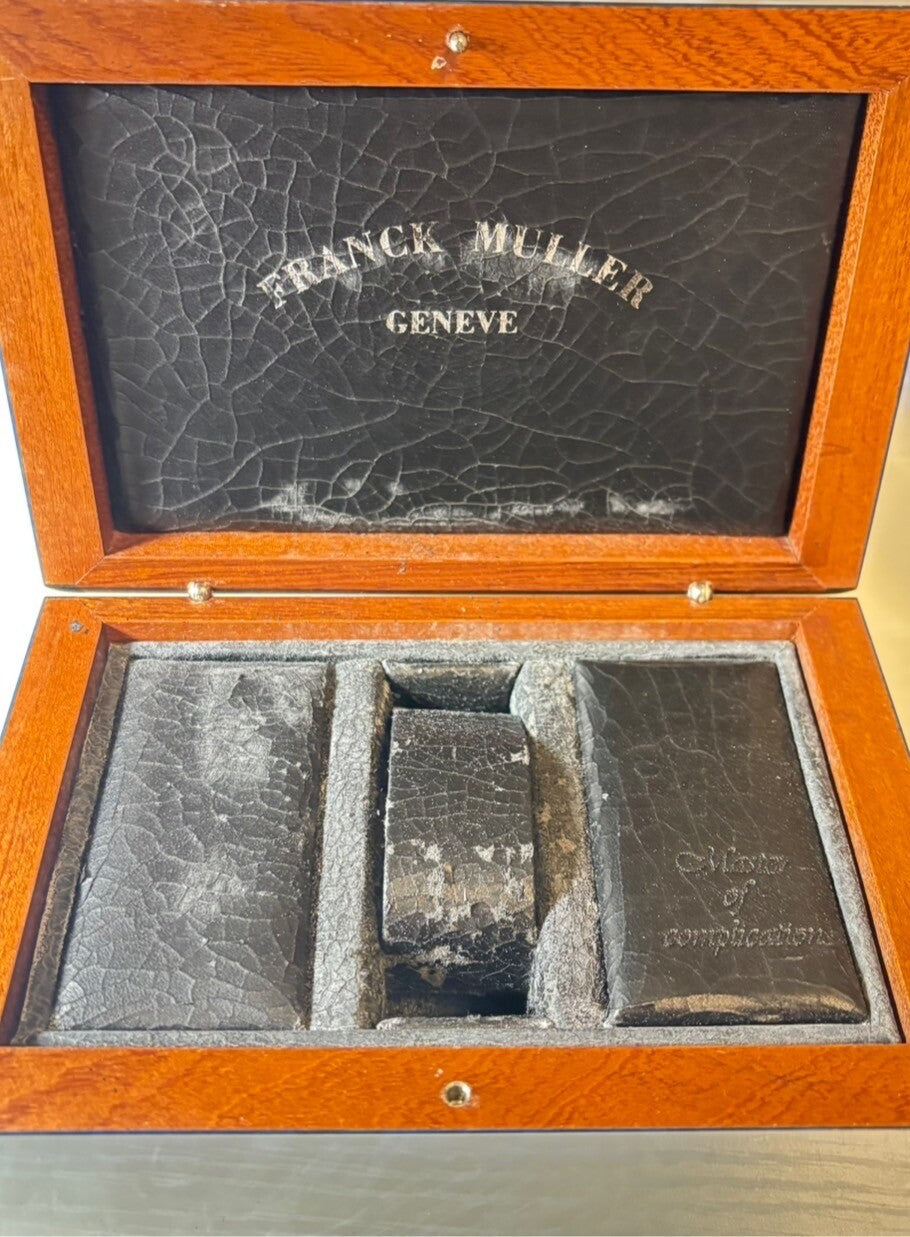 FRANCK MULLER
GENEVE
Master
of
complications